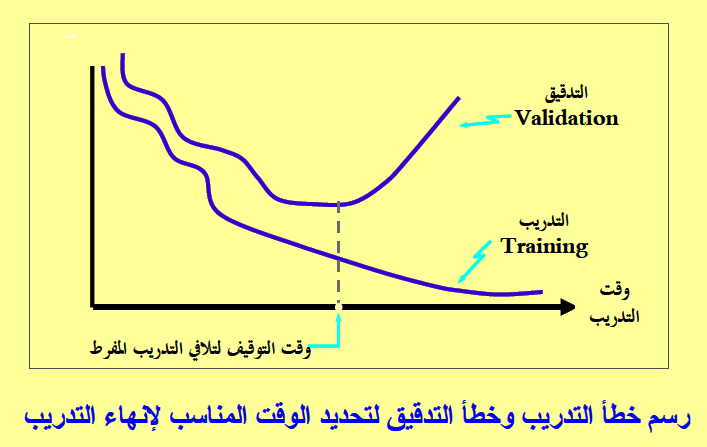 التدقيق
Validation
التدريب
Training
وقت
التدريب
وقت التوقيف لتلافي التدريب المفرط
رسم خطأ التدريب وخطأ التدقيق لتحديد الوقت المناسب لإنهاء التدريب